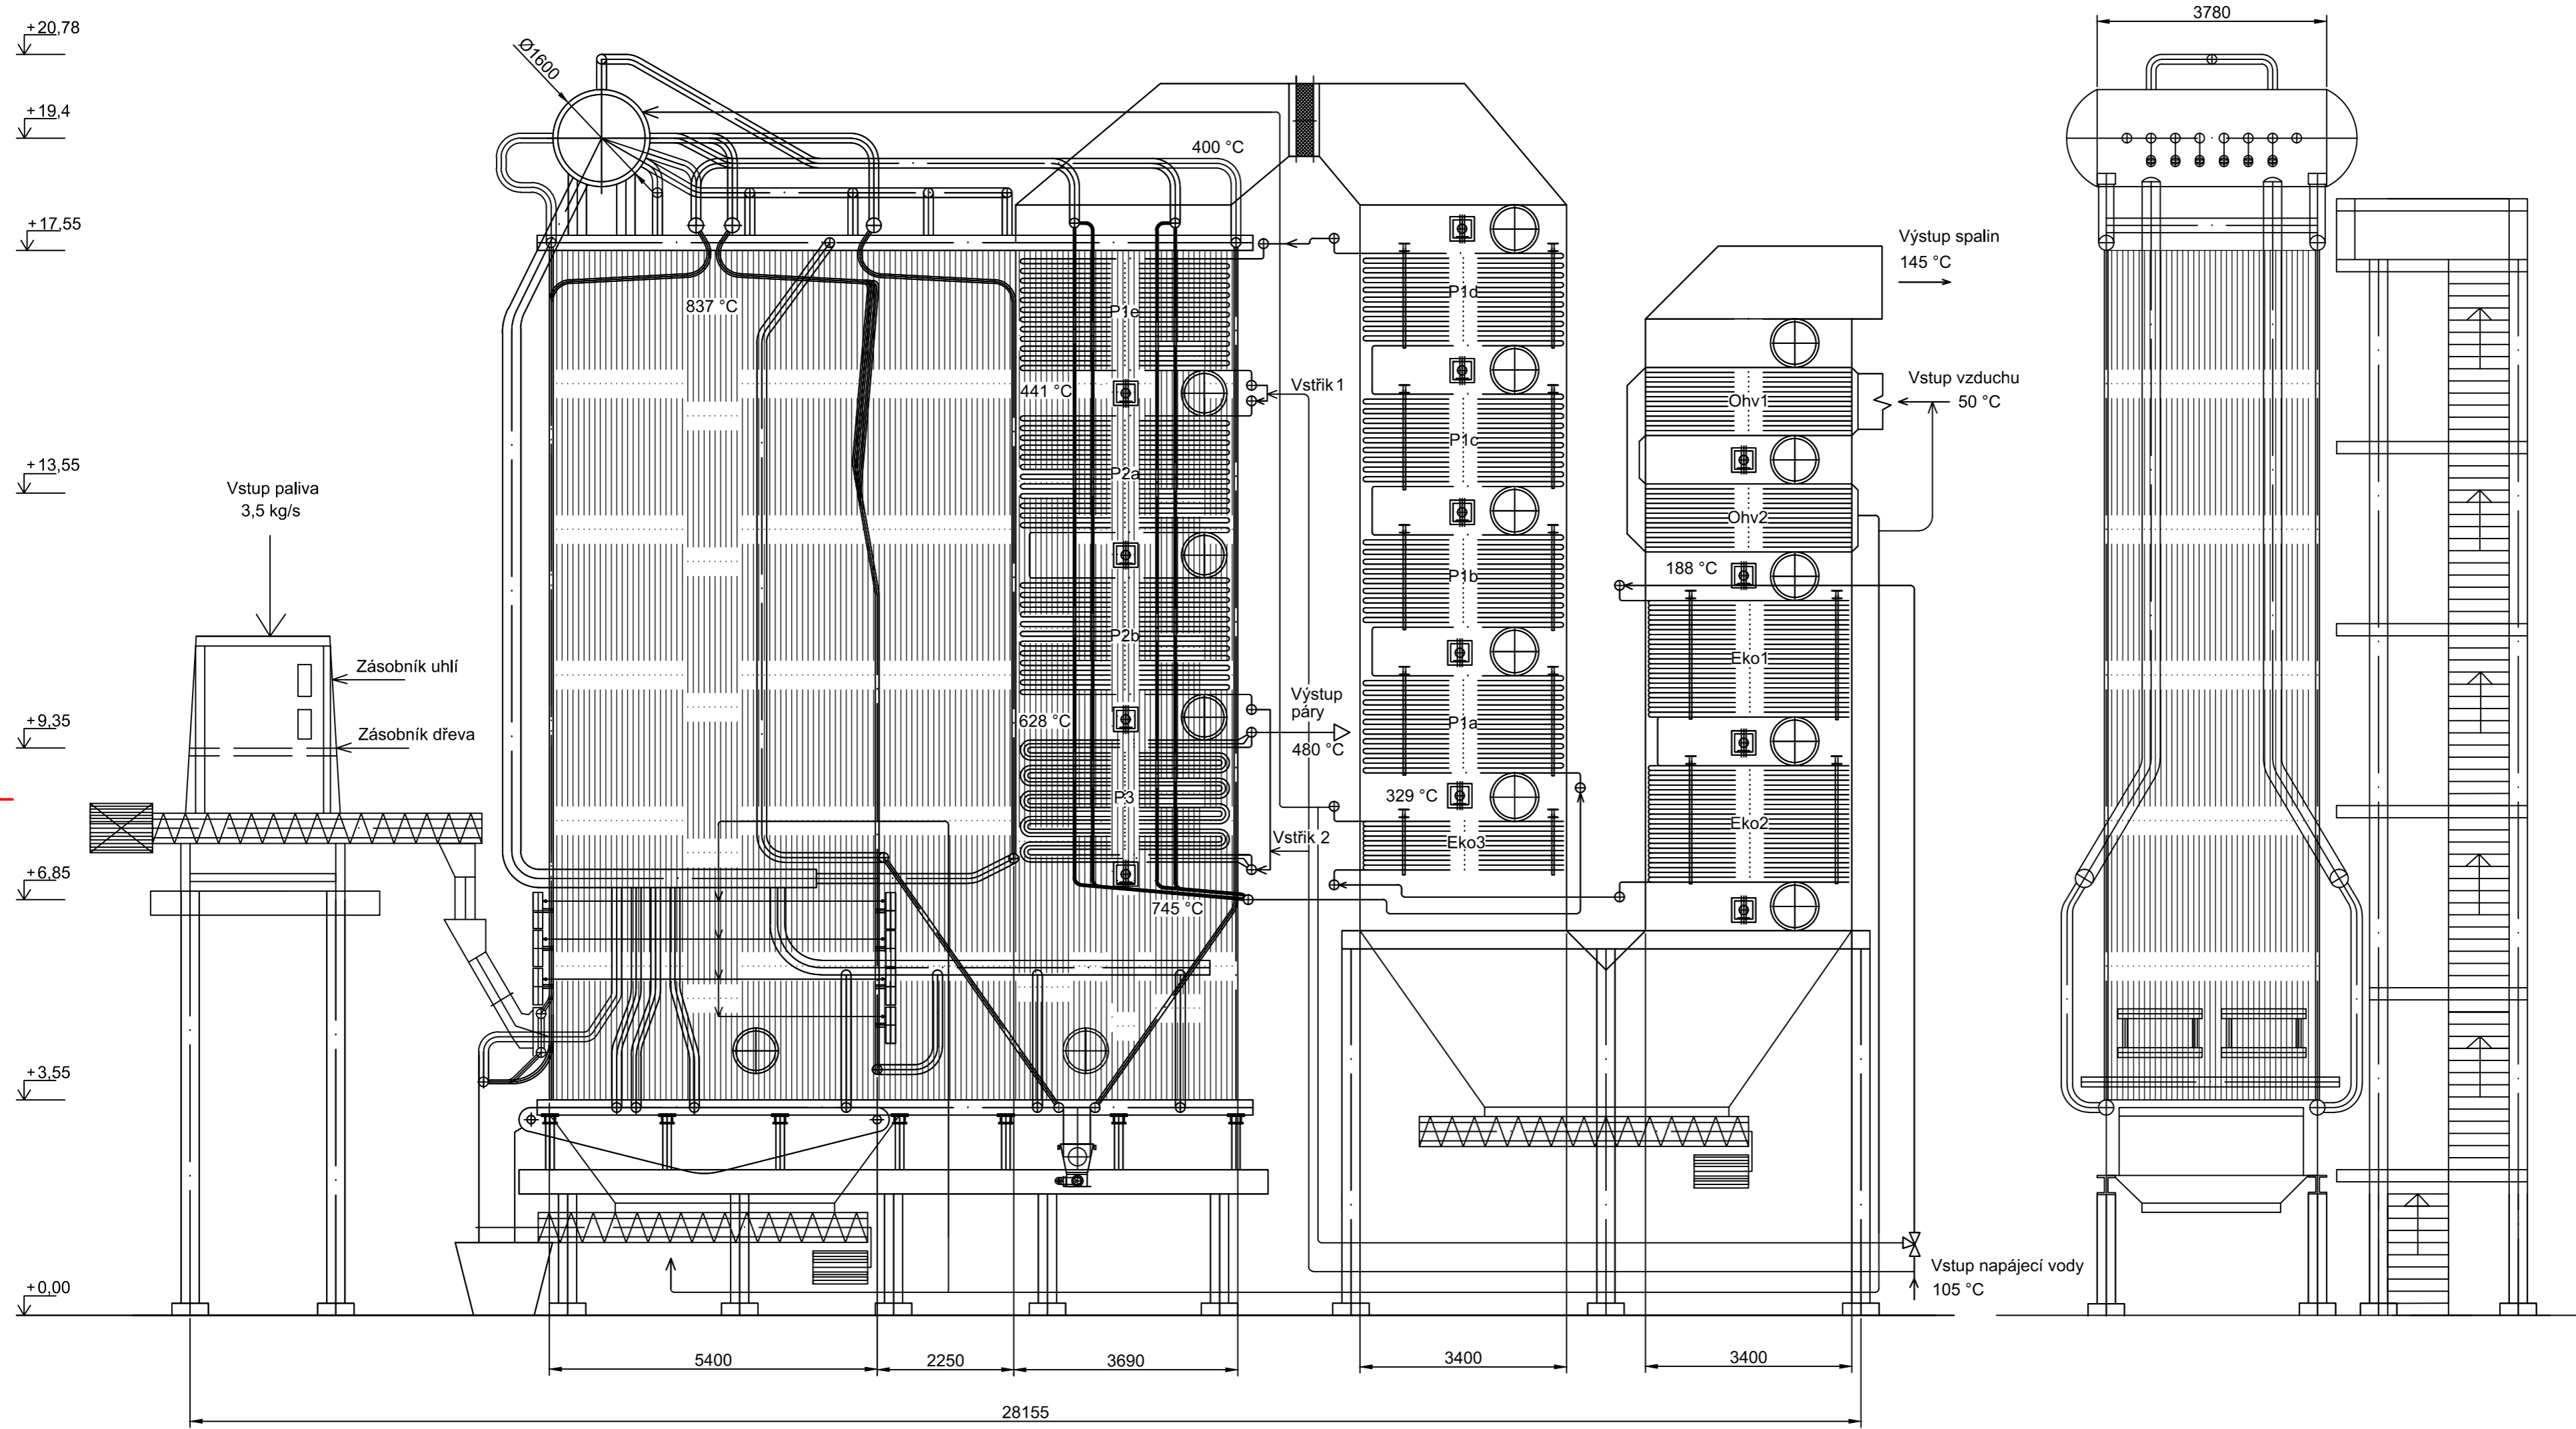 +20,78
+19,4
+17,55
+13,55
+9,35
+6,85
+3,55
+0,00
Ø1600
3780
400 °C
837 °C
441 °C
628 °C
745 °C
P1e
P2a
P2b
P3
Vstřik 1
Výstup
páry
480 °C
Vstřik 2
P1d
P1c
P1b
P1a
329 °C
Eko3
Výstup spalin
145 °C
Vstup vzduchu
50 °C
Ohv1
Ohv2
188 °C
Eko1
Eko2
Vstup napájecí vody
105 °C
Vstup paliva
3,5 kg/s
Zásobník uhlí
Zásobník dřeva
5400
2250
3690
3400
3400
28155